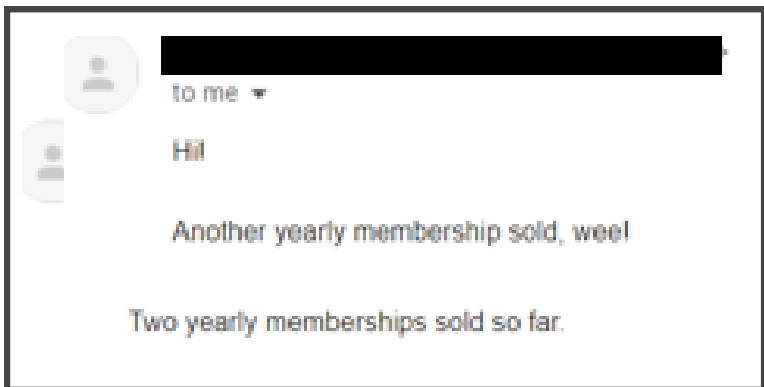 to me
Hi!
Another yearly membership sold, wee!
Two yearly memberships sold so far.